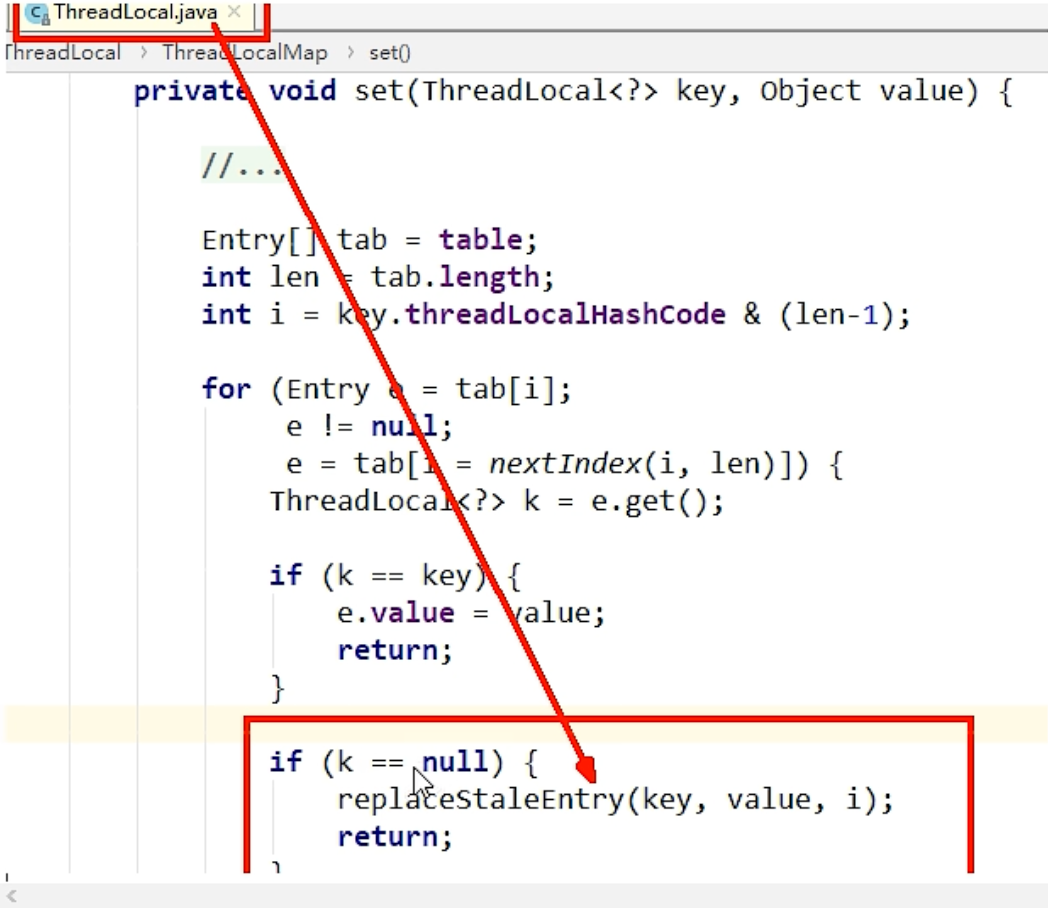 ThreadLocal.java ×
ThreadLocal > ThreadLocalMap > set()
private void set(ThreadLocal<?> key, Object value) {
//...
Entry[] tab = table;
int len = tab.length;
int i = key.threadLocalHashCode & (len-1);
for (Entry e = tab[i];
e != null;
e = tab[i = nextIndex(i, len)]) {
ThreadLocal<?> k = e.get();
if (k == key) {
e.value = value;
return;
}
if (k == null) {
replaceStaleEntry(key, value, i);
return;
}